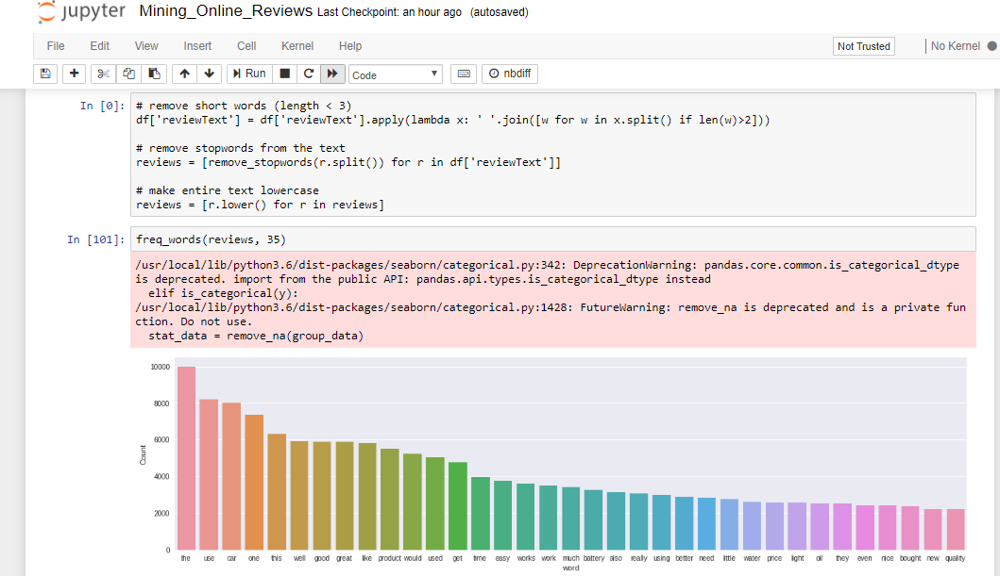 jupyter Mining_Online_Reviews Last Checkpoint: an hour ago (autosaved)
File Edit View Insert Cell Kernel Help Not Trusted No Kernel
Run Code nbdiff
In [0]: # remove short words (length < 3)
df['reviewText'] = df['reviewText'].apply(lambda x: ' '.join([w for w in x.split() if len(w)>2]))
# remove stopwords from the text
reviews = [remove_stopwords(r.split()) for r in df['reviewText']]
# make entire text lowercase
reviews = [r.lower() for r in reviews]
In [101]: freq_words(reviews, 35)
/usr/local/lib/python3.6/dist-packages/seaborn/categorical.py:342: DeprecationWarning: pandas.core.common.is_categorical_dtype
is deprecated. import from the public API: pandas.api.types.is_categorical_dtype instead
elif is_categorical(y):
/usr/local/lib/python3.6/dist-packages/seaborn/categorical.py:1428: FutureWarning: remove_na is deprecated and is a private fun
ction. Do not use.
stat_data = remove_na(group_data)
10000
8000
6000
4000
2000
0
Count
the use car one this well good great like product would used get time easy works work much battery also really using better need little water price light oil they even nice bought new quality
word